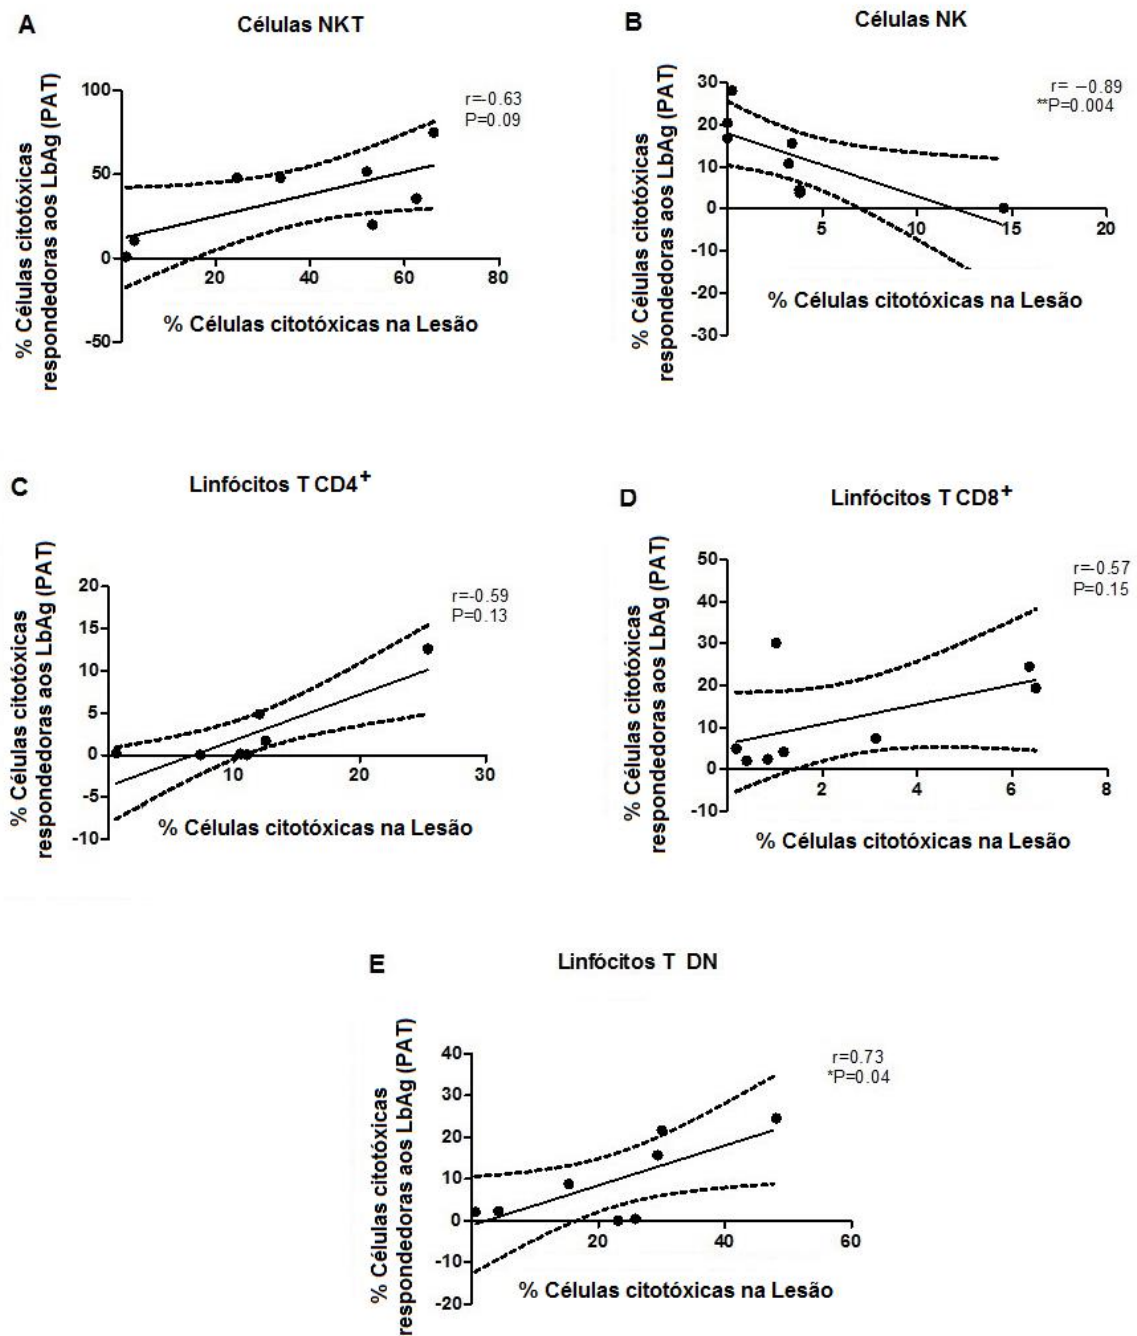 A
Células NKT
% Células citotóxicas
respondedoras aos LbAg (PAT)
100
50
0
-50
20
40
60
80
r=-0.63
P=0.09
% Células citotóxicas na Lesão
B
Células NK
% Células citotóxicas
respondedoras aos LbAg (PAT)
30
20
10
0
-10
-20
-30
5
10
15
20
r= −0.89
**P=0.004
% Células citotóxicas na Lesão
C
Linfócitos T CD4+
% Células citotóxicas
respondedoras aos LbAg (PAT)
20
15
10
5
0
-5
-10
10
20
30
r=-0.59
P=0.13
% Células citotóxicas na Lesão
D
Linfócitos T CD8+
% Células citotóxicas
respondedoras aos LbAg (PAT)
50
40
30
20
10
0
-10
2
4
6
8
r=-0.57
P=0.15
% Células citotóxicas na Lesão
E
Linfócitos T DN
% Células citotóxicas
respondedoras aos LbAg (PAT)
40
30
20
10
0
-10
-20
20
40
60
r=0.73
*P=0.04
% Células citotóxicas na Lesão